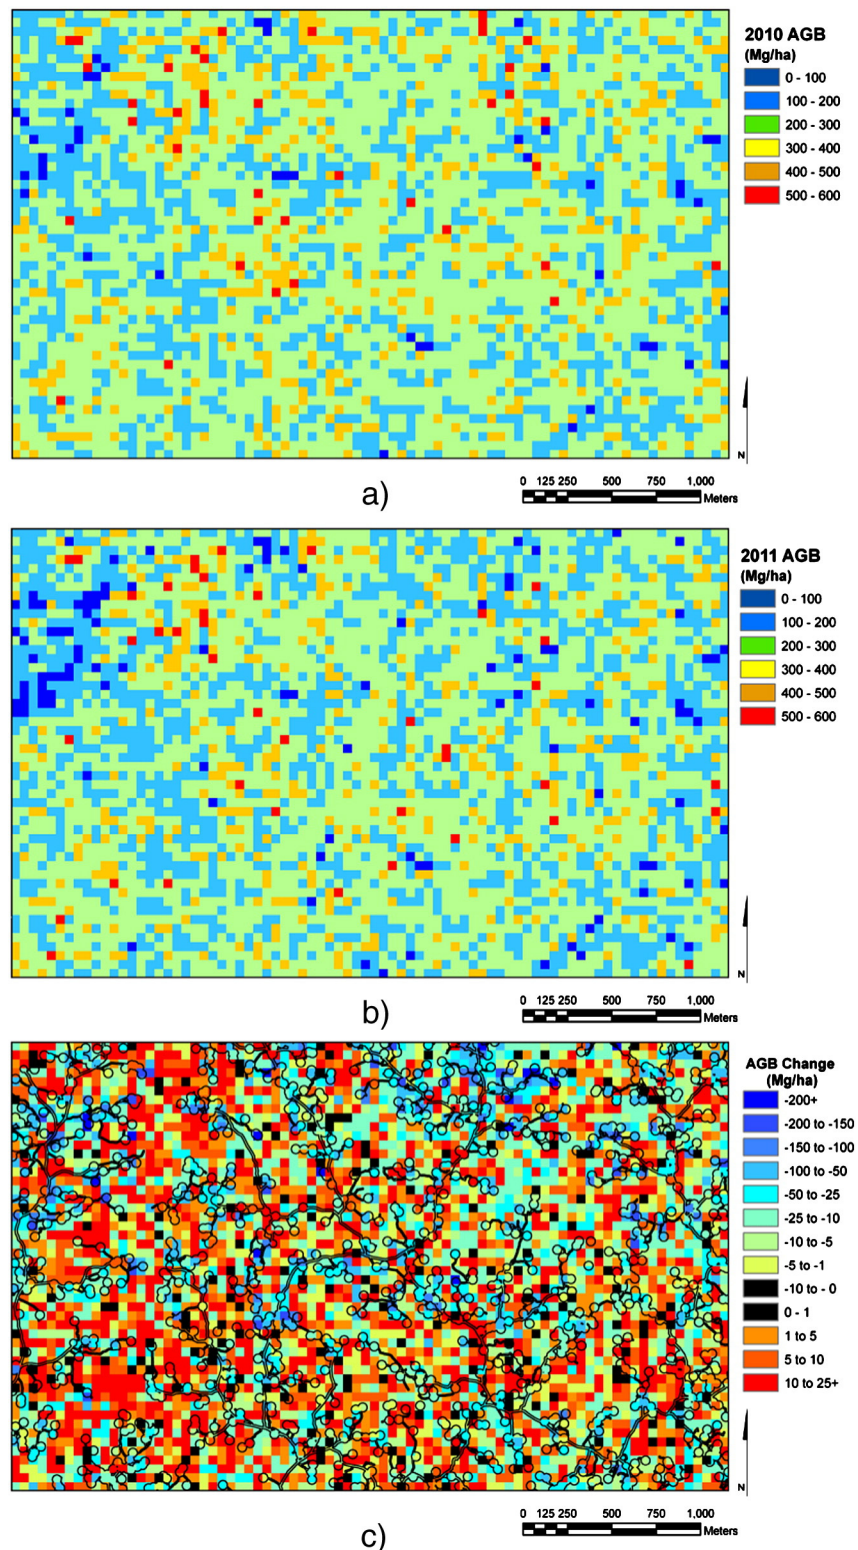 2010 AGB
(Mg/ha)
0 - 100
100 - 200
200 - 300
300 - 400
400 - 500
500 - 600
N
0 125 250 500 750 1,000
Meters
a)
2011 AGB
(Mg/ha)
0 - 100
100 - 200
200 - 300
300 - 400
400 - 500
500 - 600
N
0 125 250 500 750 1,000
Meters
b)
AGB Change
(Mg/ha)
-200+
-200 to -150
-150 to -100
-100 to -50
-50 to -25
-25 to -10
-10 to -5
-5 to -1
-10 to - 0
0 - 1
1 to 5
5 to 10
10 to 25+
N
0 125 250 500 750 1,000
Meters
c)